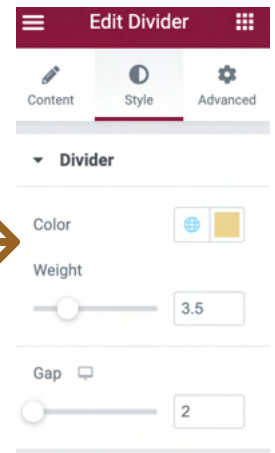 Edit Divider
Content Style Advanced
Divider
Color
Weight
3.5
Gap
2